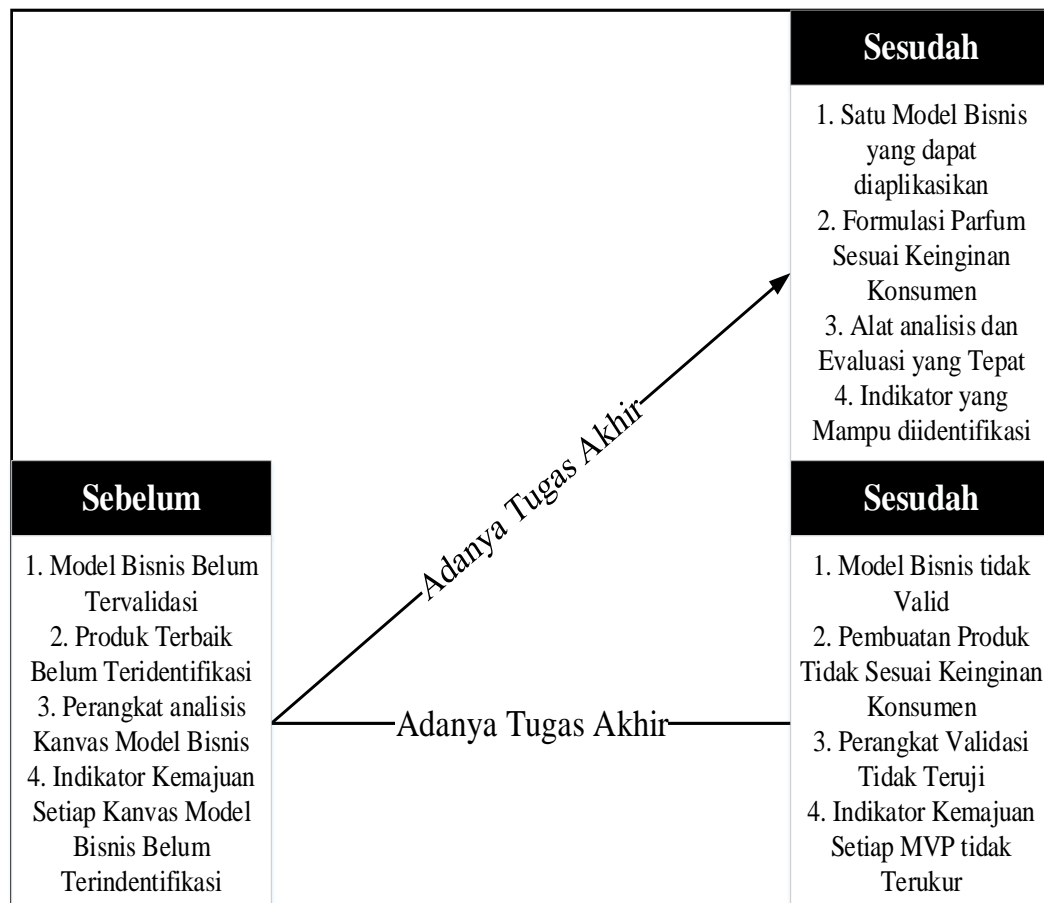 Sesudah
1. Satu Model Bisnis
yang dapat
diaplikasikan
2. Formulasi Parfum
Sesuai Keinginan
Konsumen
3. Alat analisis dan
Evaluasi yang Tepat
4. Indikator yang
Mampu diidentifikasi
Adanya Tugas Akhir
Sebelum
1. Model Bisnis Belum
Tervalidasi
2. Produk Terbaik
Belum Teridentifikasi
3. Perangkat analisis
Kanvas Model Bisnis
4. Indikator Kemajuan
Setiap Kanvas Model
Bisnis Belum
Terindentifikasi
Adanya Tugas Akhir
Sesudah
1. Model Bisnis tidak
Valid
2. Pembuatan Produk
Tidak Sesuai Keinginan
Konsumen
3. Perangkat Validasi
Tidak Teruji
4. Indikator Kemajuan
Setiap MVP tidak
Terukur